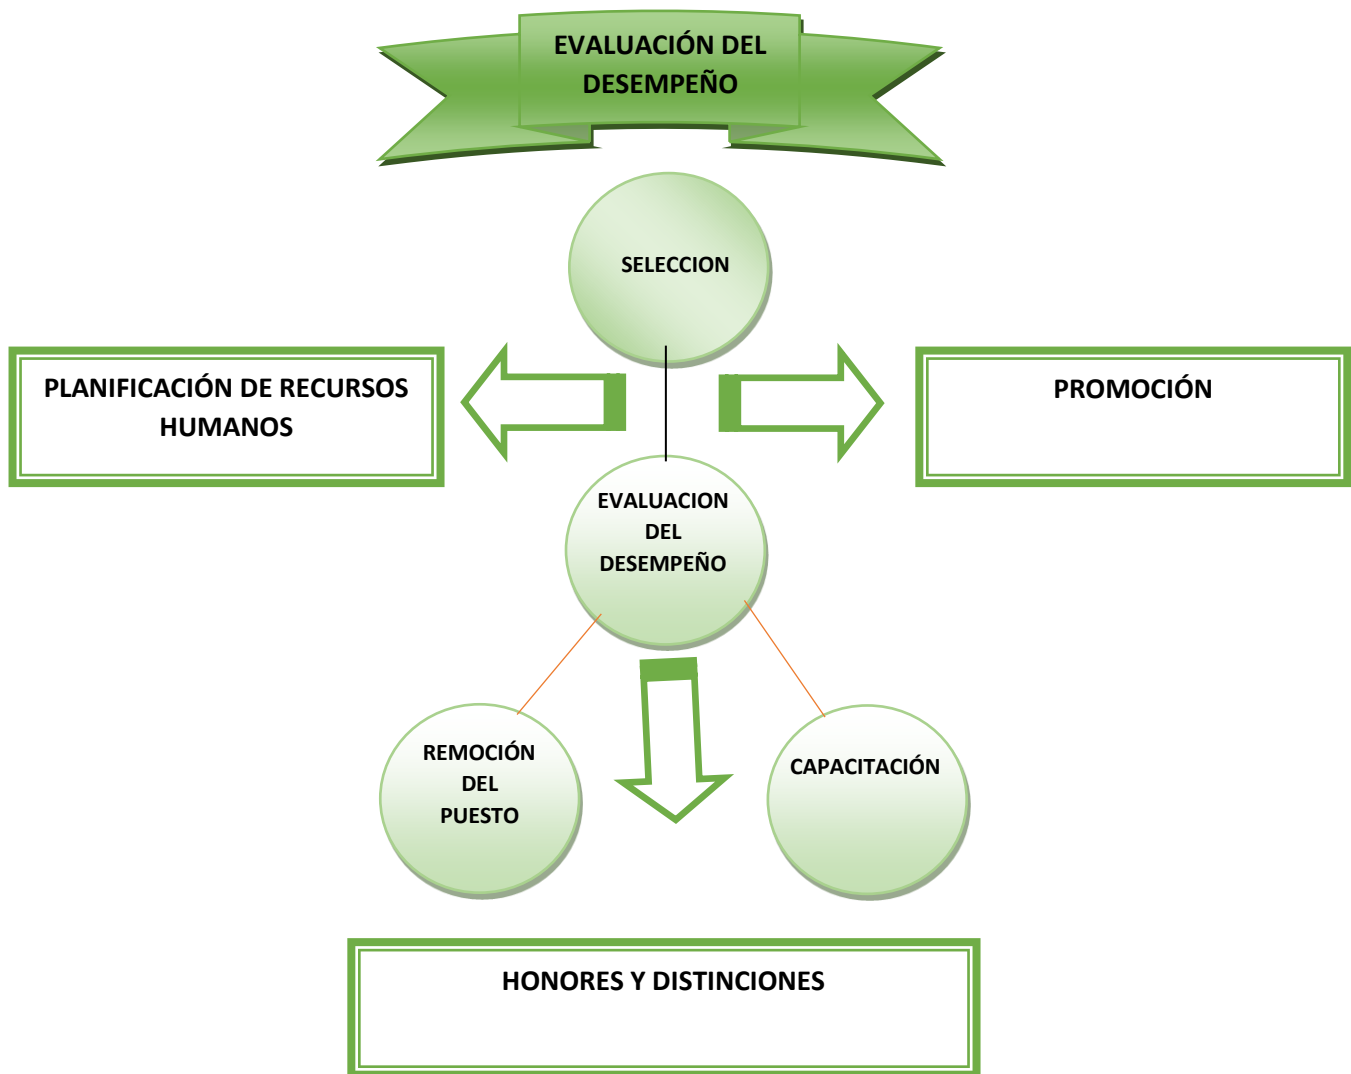 EVALUACIÓN DEL
DESEMPEÑO
SELECCION
PLANIFICACIÓN DE RECURSOS
HUMANOS
PROMOCIÓN
EVALUACION
DEL
DESEMPEÑO
REMOCIÓN
DEL
PUESTO
CAPACITACIÓN
HONORES Y DISTINCIONES